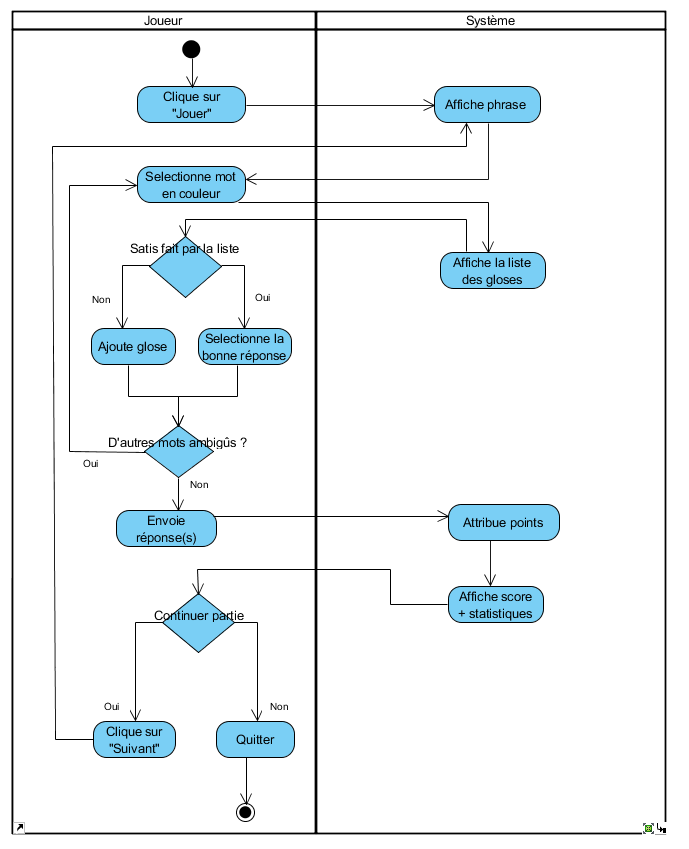 Joueur
Système
Clique sur
"Jouer"
Affiche phrase
Selectionne mot
en couleur
Satis fait par la liste
Affiche la liste
des gloses
Non
Oui
Ajoute glose
Selectionne la
bonne réponse
D'autres mots ambigûs ?
Oui
Non
Envoie
réponse(s)
Attribue points
Affiche score
+ statistiques
Continuer partie
Oui
Non
Clique sur
"Suivant"
Quitter